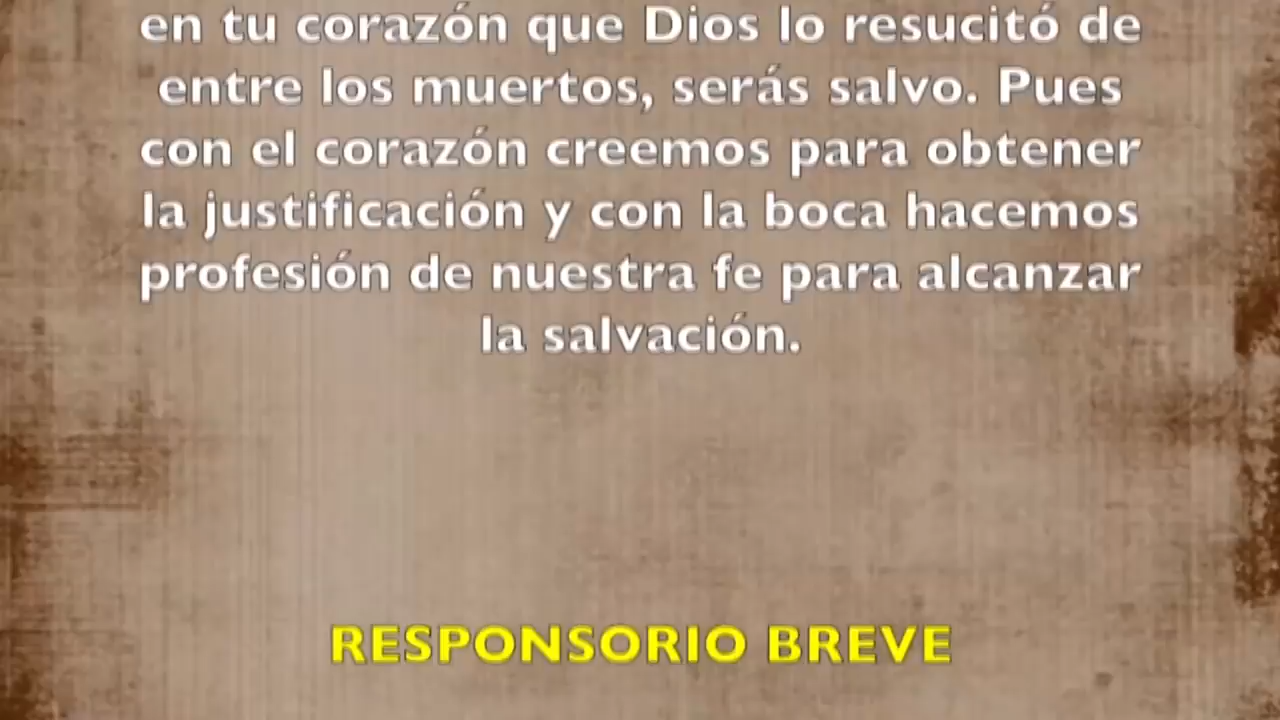 en tu corazón que Dios lo resucitó de
entre los muertos, serás salvo. Pues
con el corazón creemos para obtener
la justificación y con la boca hacemos
profesión de nuestra fe para alcanzar
la salvación.
RESPONSORIO BREVE